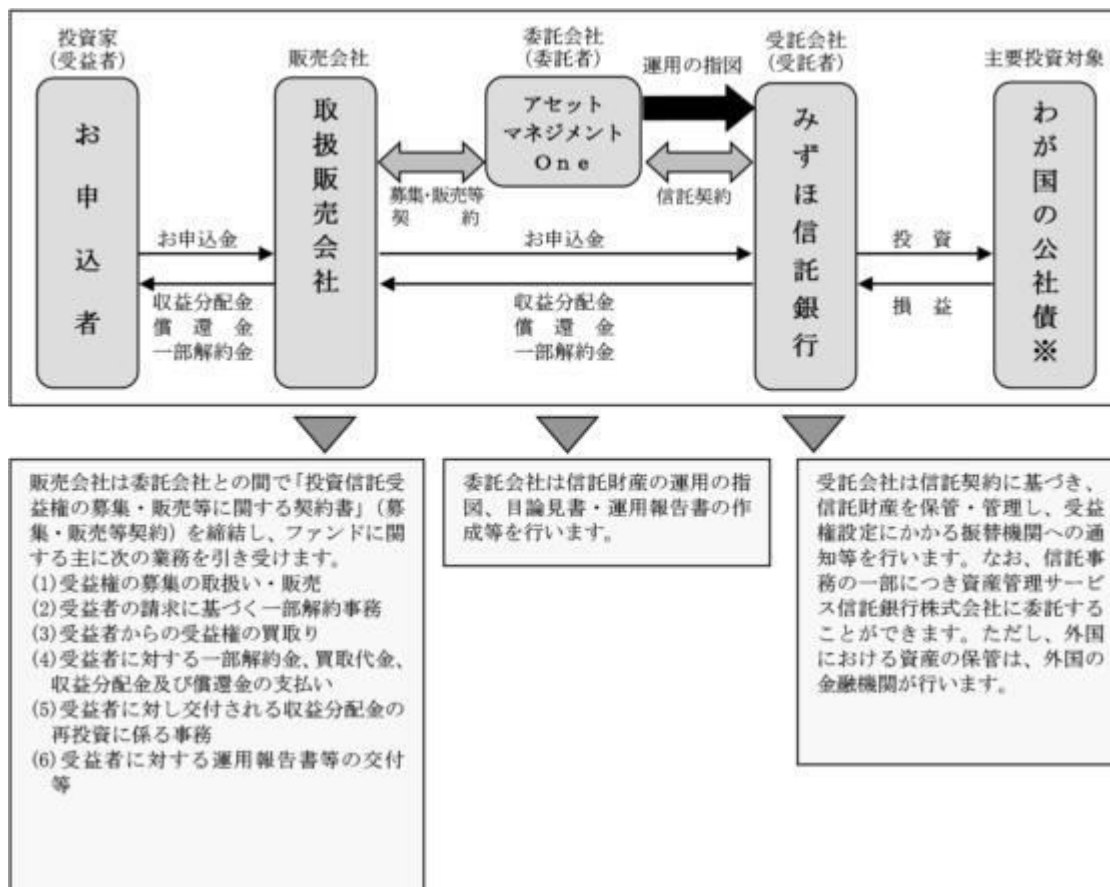 投資家
(受益者)
販売会社
委託会社
(委託者)
運用の指図
受託会社
(受託者)
主要投資対象
お申込者
取扱販売会社
アセット
マネジメント
One
みずほ信託銀行
わが国の公社債※
募集・販売等
契約
信託契約
お申込金
お申込金
投資
収益分配金
償還金
一部解約金
収益分配金
償還金
一部解約金
損益
販売会社は委託会社との間で「投資信託受
益権の募集・販売等に関する契約書」(募
集・販売等契約)を締結し、ファンドに関
する主に次の業務を引き受けます。
(1)受益権の募集の取扱い・販売
(2)受益者の請求に基づく一部解約事務
(3)受益者からの受益権の買取り
(4)受益者に対する一部解約金、買取代金、
収益分配金及び償還金の支払い
(5)受益者に対し交付される収益分配金の
再投資に係る事務
(6)受益者に対する運用報告書等の交付
等
委託会社は信託財産の運用の指
図、目論見書・運用報告書の作
成等を行います。
受託会社は信託契約に基づき、
信託財産を保管・管理し、受益
権設定にかかる振替機関への通
知等を行います。なお、信託事
務の一部につき資産管理サービ
ス信託銀行株式会社に委託する
ことができます。ただし、外国
における資産の保管は、外国の
金融機関が行います。